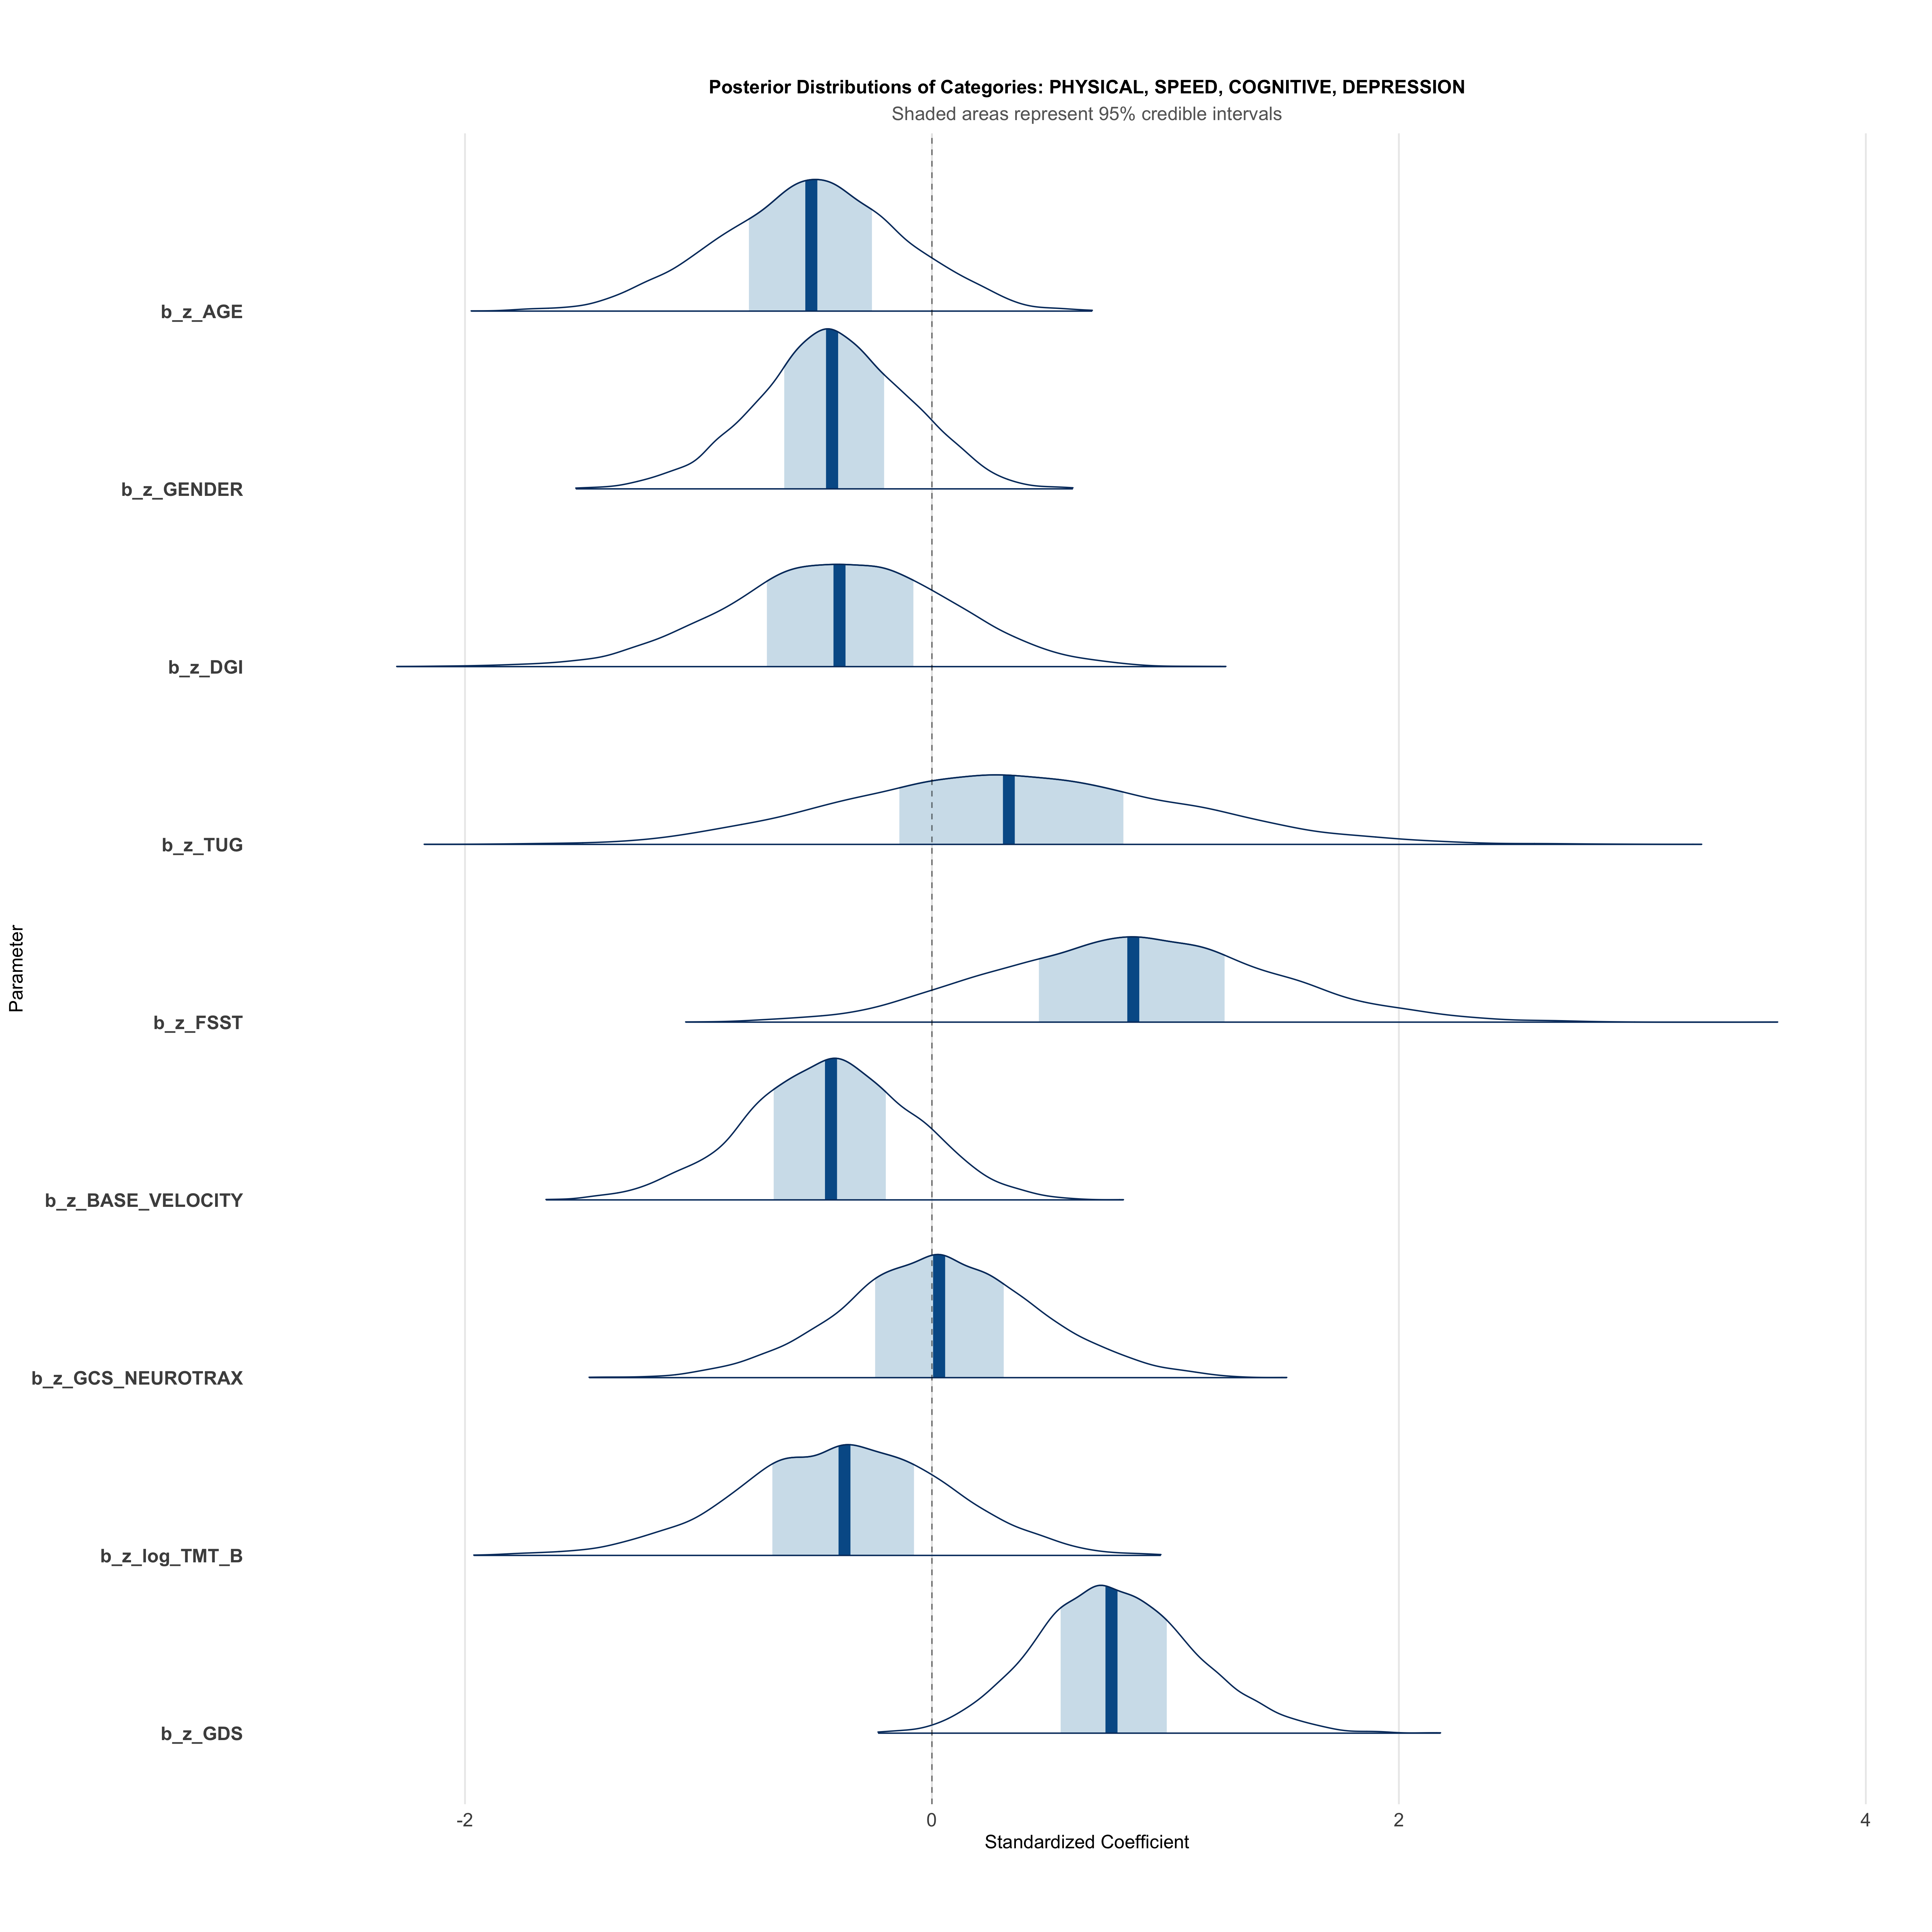 Posterior Distributions of Categories: PHYSICAL, SPEED, COGNITIVE, DEPRESSION
Shaded areas represent 95% credible intervals
b_z_AGE
b_z_GENDER
b_z_DGI
b_z_TUG
b_z_FSST
b_z_BASE_VELOCITY
b_z_GCS_NEUROTRAX
b_z_log_TMT_B
b_z_GDS
Parameter
-2
0
2
4
Standardized Coefficient